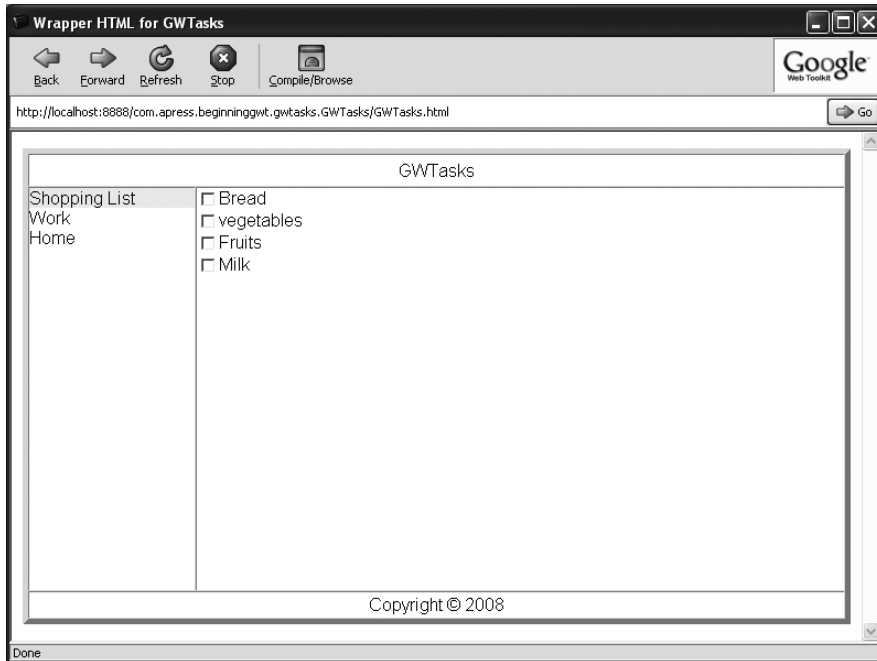 Wrapper HTML for GWTasks
Back Forward Refresh Stop Compile/Browse
Google
Web Toolkit
http://localhost:8888/com.apress.beginninggwt.gwtasks.GWTasks/GWTasks.html
Go
GWTasks
Shopping List
Work
Home
Bread
vegetables
Fruits
Milk
Copyright © 2008
Done